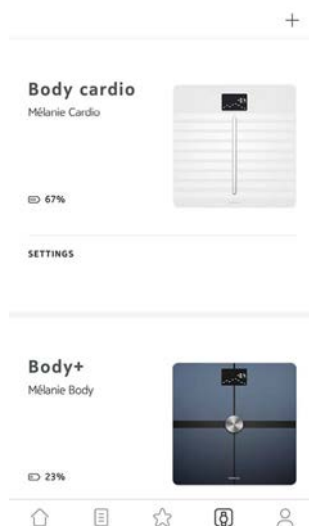 Body cardio
Mélanie Cardio
67%
SETTINGS
Body+
Mélanie Body
23%